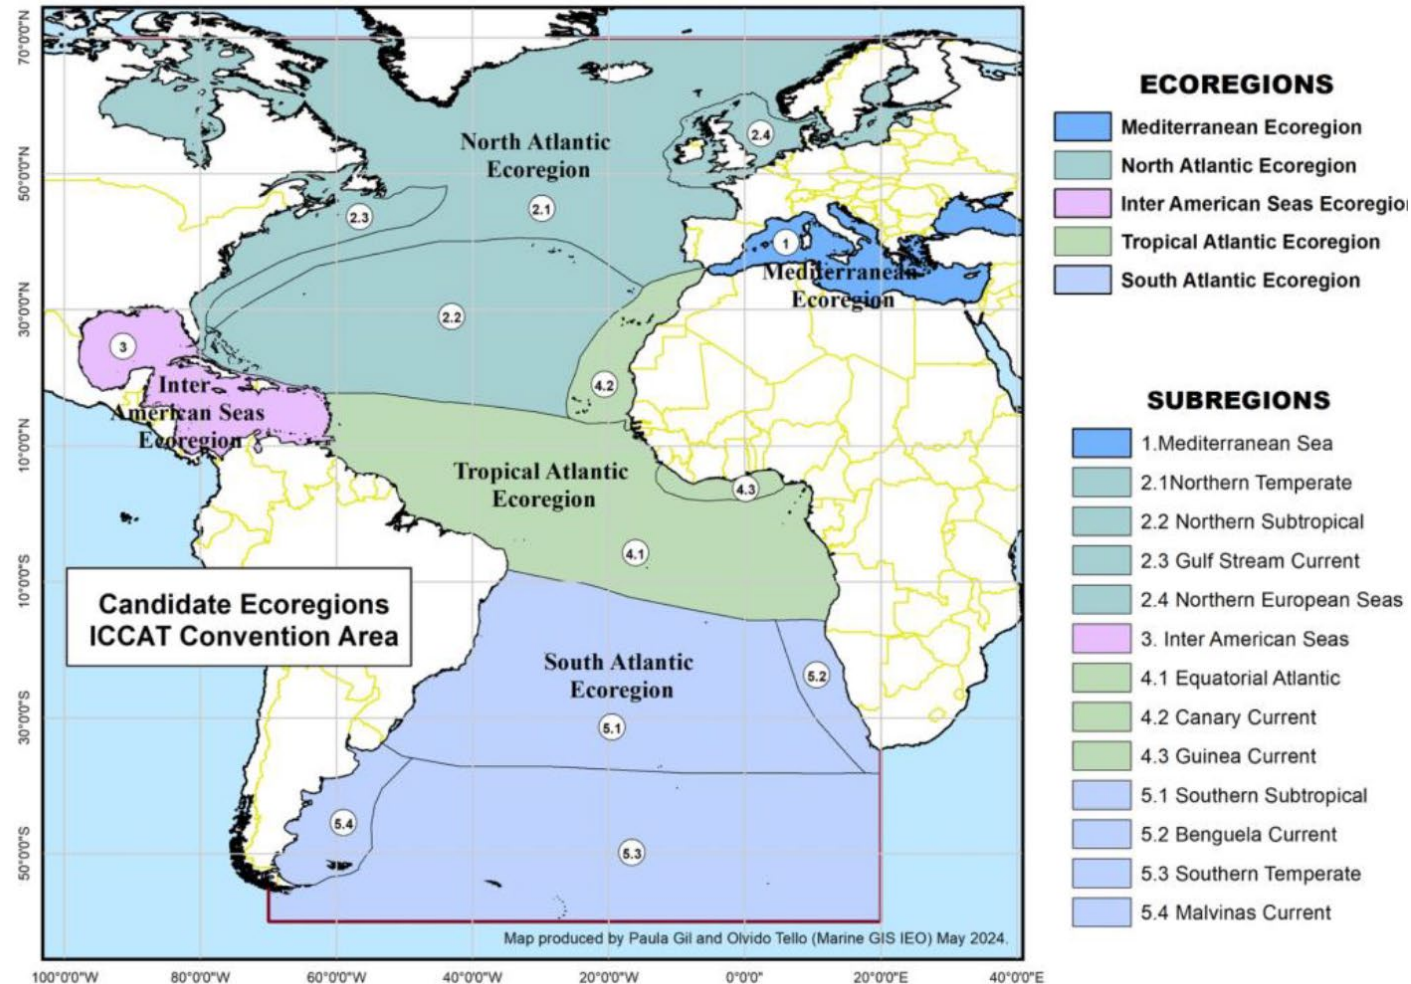 70°0'0"N
50°0'0"N
30°0'0"N
10°0'0"N
10°0'0"S
30°0'0"S
50°0'0"S
North Atlantic
Ecoregion
2.4
2.3
2.1
1
Mediterranean
Ecoregion
2.2
3
Inter
American Seas
Ecoregion
4.2
Tropical Atlantic
Ecoregion
4.3
4.1
Candidate Ecoregions
ICCAT Convention Area
South Atlantic
Ecoregion
5.2
5.1
5.4
5.3
Map produced by Paula Gil and Olvido Tello (Marine GIS IEO) May 2024.
100°0'0"W
80°0'0"W
60°0'0"W
40°0'0"W
20°0'0"W
0°0'0"
20°0'0"E
40°0'0"E
ECOREGIONS
Mediterranean Ecoregion
North Atlantic Ecoregion
Inter American Seas Ecoregion
Tropical Atlantic Ecoregion
South Atlantic Ecoregion
SUBREGIONS
1.Mediterranean Sea
2.1Northern Temperate
2.2 Northern Subtropical
2.3 Gulf Stream Current
2.4 Northern European Seas
3. Inter American Seas
4.1 Equatorial Atlantic
4.2 Canary Current
4.3 Guinea Current
5.1 Southern Subtropical
5.2 Benguela Current
5.3 Southern Temperate
5.4 Malvinas Current